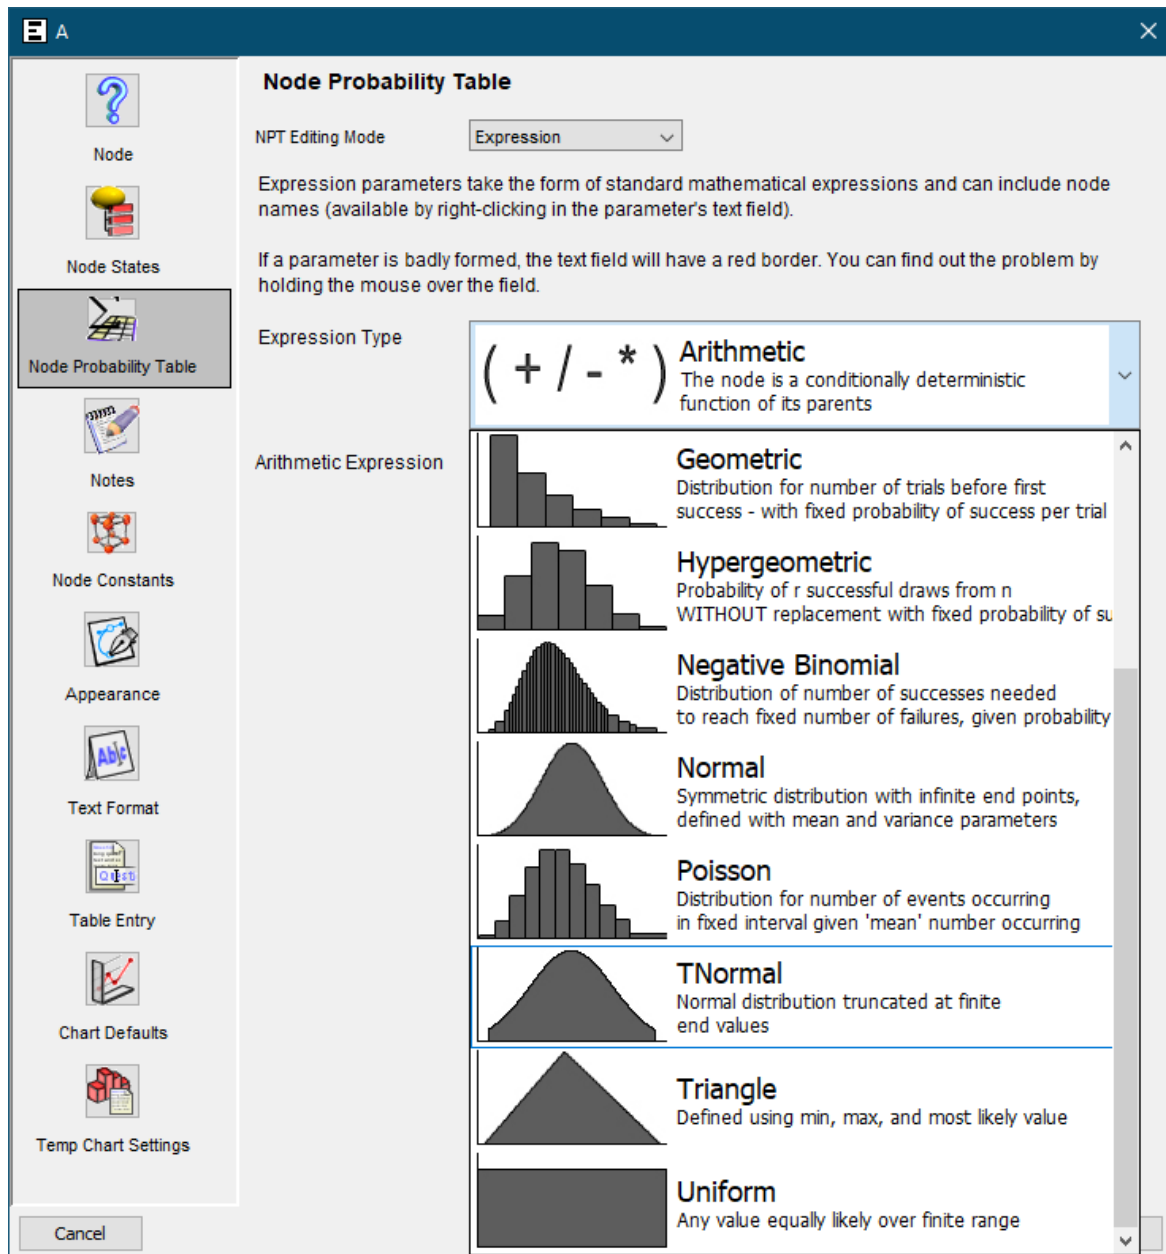 A
Node
Node States
Node Probability Table
Notes
Node Constants
Appearance
Text Format
Table Entry
Chart Defaults
Temp Chart Settings
Cancel
Node Probability Table
NPT Editing Mode
Expression
Expression parameters take the form of standard mathematical expressions and can include node
names (available by right-clicking in the parameter's text field).
If a parameter is badly formed, the text field will have a red border. You can find out the problem by
holding the mouse over the field.
Expression Type
( + / - * )
Arithmetic
The node is a conditionally deterministic
function of its parents
Arithmetic Expression
Geometric
Distribution for number of trials before first
success - with fixed probability of success per trial
Hypergeometric
Probability of r successful draws from n
WITHOUT replacement with fixed probability of su
Negative Binomial
Distribution of number of successes needed
to reach fixed number of failures, given probability
Normal
Symmetric distribution with infinite end points,
defined with mean and variance parameters
Poisson
Distribution for number of events occurring
in fixed interval given 'mean' number occurring
TNormal
Normal distribution truncated at finite
end values
Triangle
Defined using min, max, and most likely value
Uniform
Any value equally likely over finite range